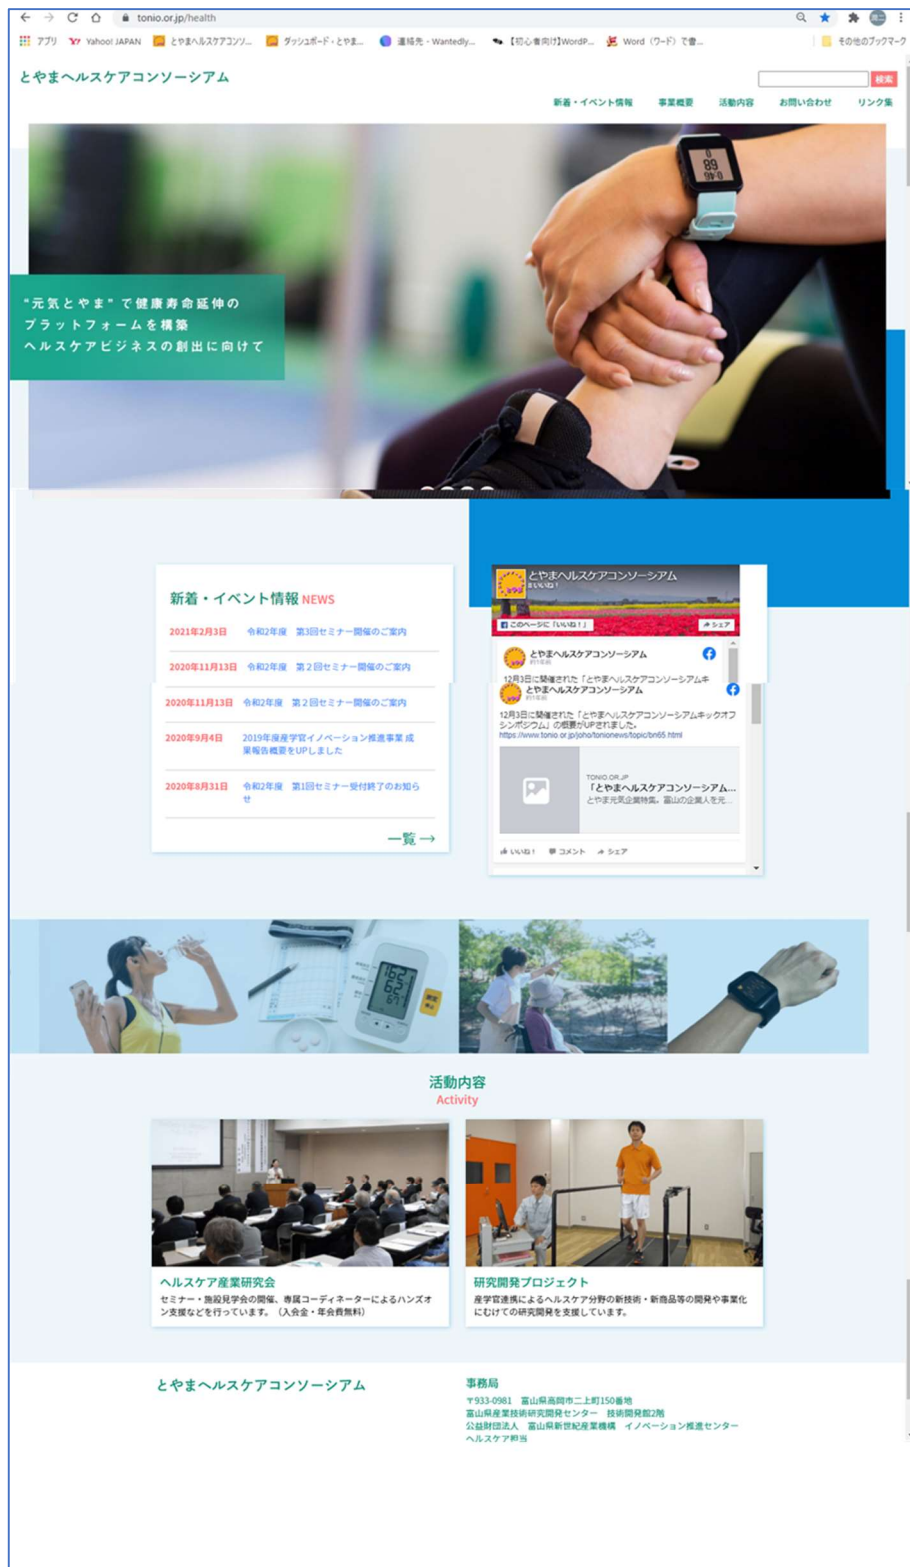 tonio.or.jp/health
アプリ Yahoo! JAPAN とやまヘルスケアコンソ... ダッシュボード‹とやま... 連絡先 - Wantedly... 【初心者向け】WordP... Word（ワード）で書... その他のブックマーク
とやまヘルスケアコンソーシアム
検索
新着・イベント情報 事業概要 活動内容 お問い合わせ リンク集
“元気とやま” で健康寿命延伸の
プラットフォームを構築
ヘルスケアビジネスの創出に向けて
新着・イベント情報 NEWS
2021年2月3日 令和2年度 第3回セミナー開催のご案内
2020年11月13日 令和2年度 第２回セミナー開催のご案内
2020年11月13日 令和2年度 第２回セミナー開催のご案内
2020年9月4日 2019年度産学官イノベーション推進事業 成
果報告概要をUPしました
2020年8月31日 令和2年度 第1回セミナー受付終了のお知ら
せ
一覧 →
とやまヘルスケアコンソーシアム
このページに「いいね！」 シェア
とやまヘルスケアコンソーシアム
約1年前
12月3日に開催された「とやまヘルスケアコンソーシアムキ
とやまヘルスケアコンソーシアム
約1年前
12月3日に開催された「とやまヘルスケアコンソーシアムキックオフ
シンポジウム」の概要がUPされました。
https://www.tonio.or.jp/joho/tonionews/topic/bn65.html
TONIO.OR.JP
「とやまヘルスケアコンソーシアム...
とやま元気企業特集。富山の企業人を元...
いいね！ コメント シェア
162
62
67
活動内容
Activity
ヘルスケア産業研究会
セミナー・施設見学会の開催、専属コーディネーターによるハンズオ
ン支援などを行っています。（入会金・年会費無料）
研究開発プロジェクト
産学官連携によるヘルスケア分野の新技術・新商品等の開発や事業化
にむけての研究開発を支援しています。
とやまヘルスケアコンソーシアム
事務局
〒933-0981 富山県高岡市二上町150番地
富山県産業技術研究開発センター 技術開発館2階
公益財団法人 富山県新世紀産業機構 イノベーション推進センター
ヘルスケア担当